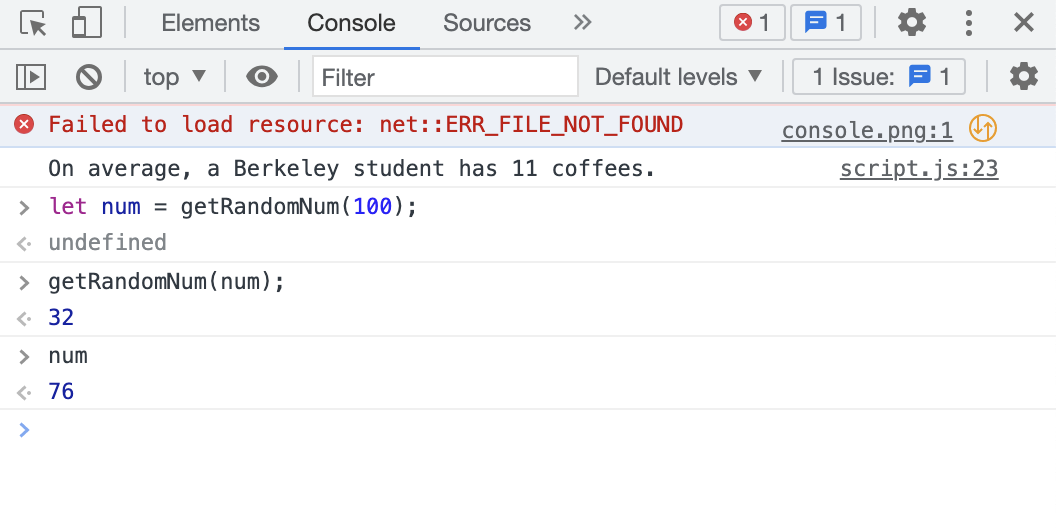 Elements Console Sources 1 1
top Filter Default levels 1 Issue: 1
Failed to load resource: net::ERR_FILE_NOT_FOUND console.png:1
On average, a Berkeley student has 11 coffees. script.js:23
> let num = getRandomNum(100);
undefined
> getRandomNum(num);
32
> num
76
>